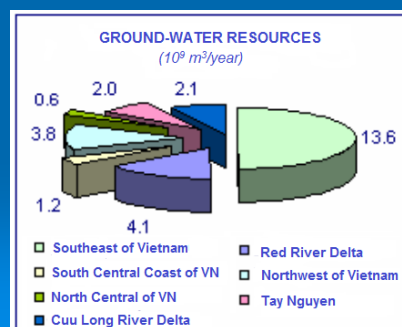 GROUND-WATER RESOURCES
(10⁹ m³/year)
2.0
2.1
0.6
3.8
13.6
1.2
4.1
Southeast of Vietnam
Red River Delta
South Central Coast of VN
Northwest of Vietnam
North Central of VN
Tay Nguyen
Cuu Long River Delta